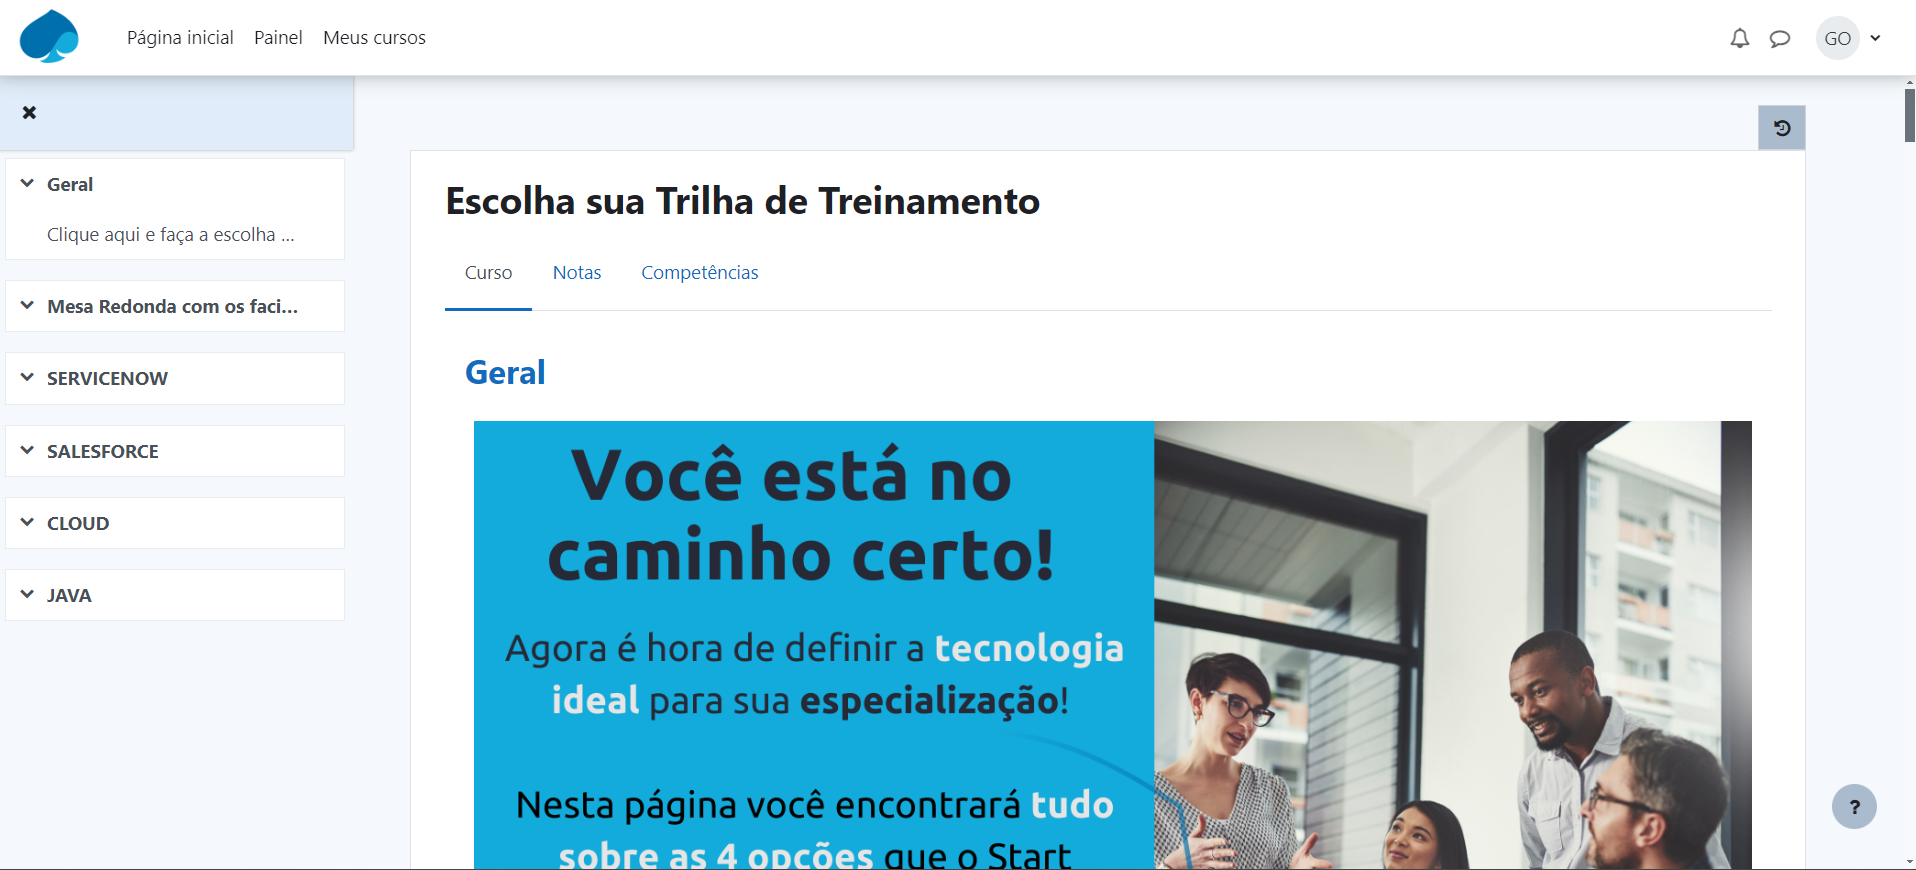 Página inicial Painel Meus cursos GO
Geral
Clique aqui e faça a escolha ...
Mesa Redonda com os faci...
SERVICENOW
SALESFORCE
CLOUD
JAVA
Escolha sua Trilha de Treinamento
Curso Notas Competências
Geral
Você está no
caminho certo!
Agora é hora de definir a tecnologia
ideal para sua especialização!
Nesta página você encontrará tudo
sobre as 4 opções que o Start
?